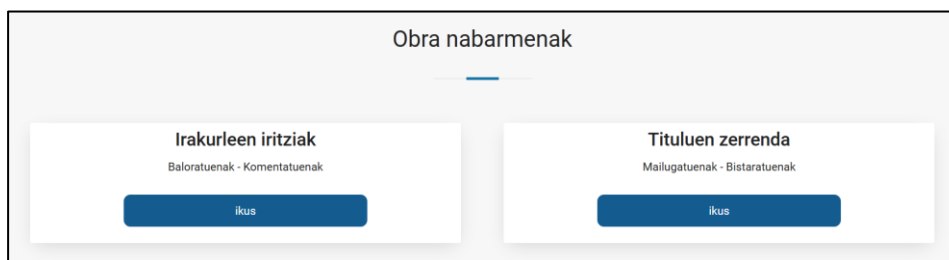 Obra nabarmenak
Irakurleen iritziak
Baloratuenak - Komentatuenak
ikus
Tituluen zerrenda
Mailugatuenak - Bistaratuenak
ikus